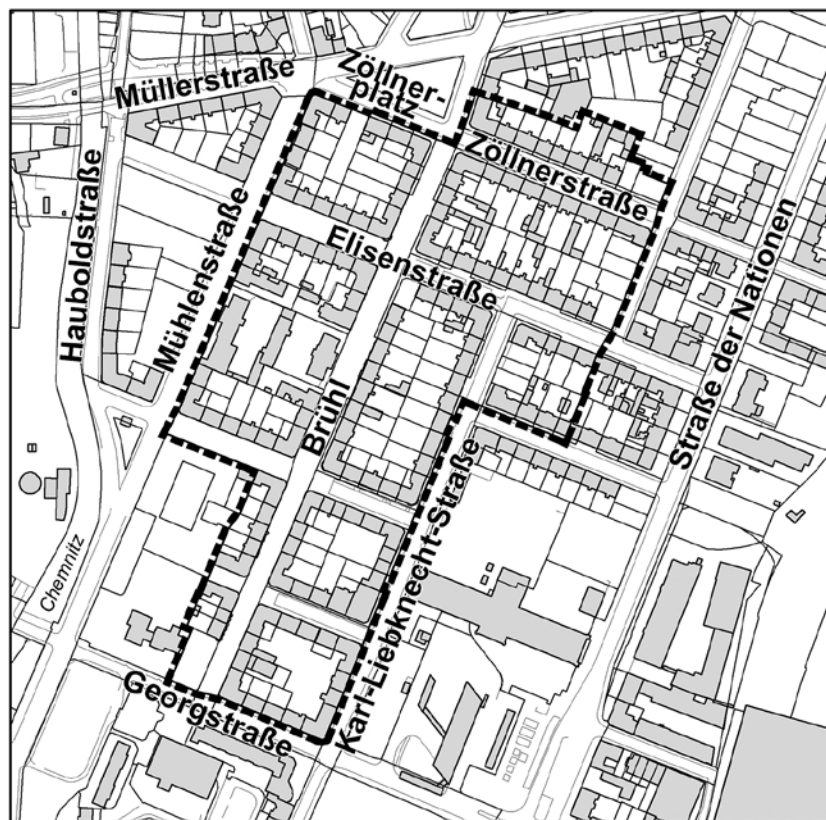 Müllerstraße
Zöllner-
platz
Zöllnerstraße
Hauboldstraße
Mühlenstraße
Elisenstraße
Straße der Nationen
Brühl
Karl-Liebknecht-Straße
Chemnitz
Georgstraße